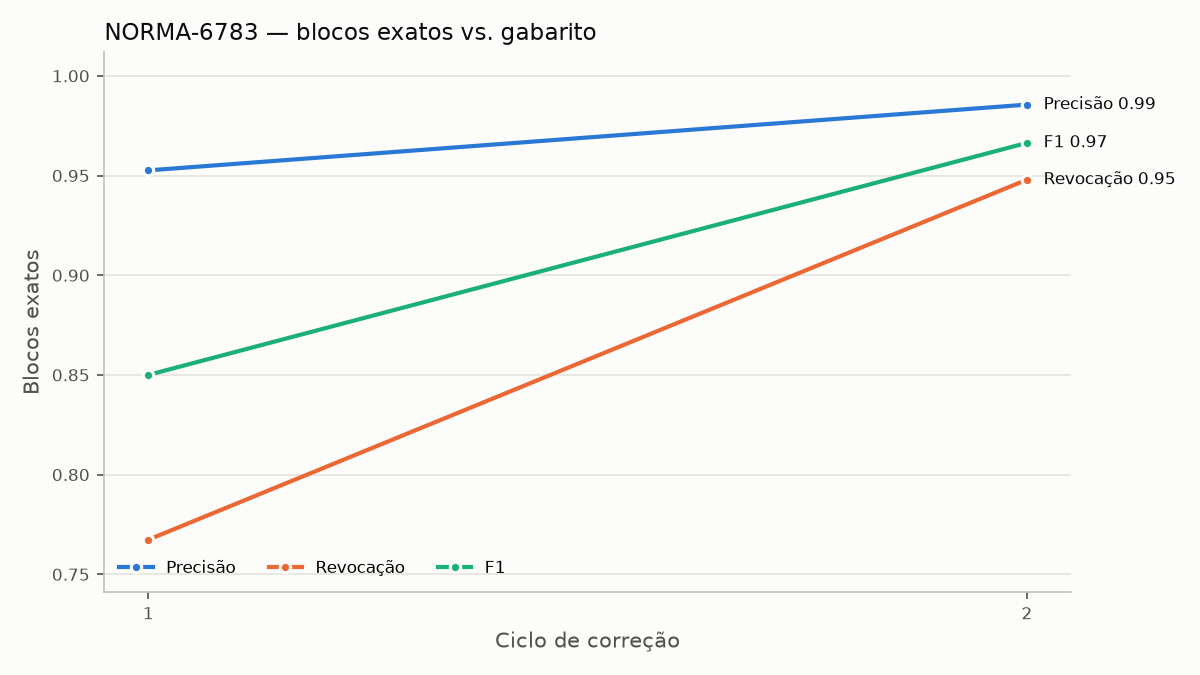 NORMA-6783 — blocos exatos vs. gabarito
Blocos exatos
1.00
0.95
0.90
0.85
0.80
0.75
Precisão 0.99
F1 0.97
Revocação 0.95
Precisão Revocação F1
1 2
Ciclo de correção